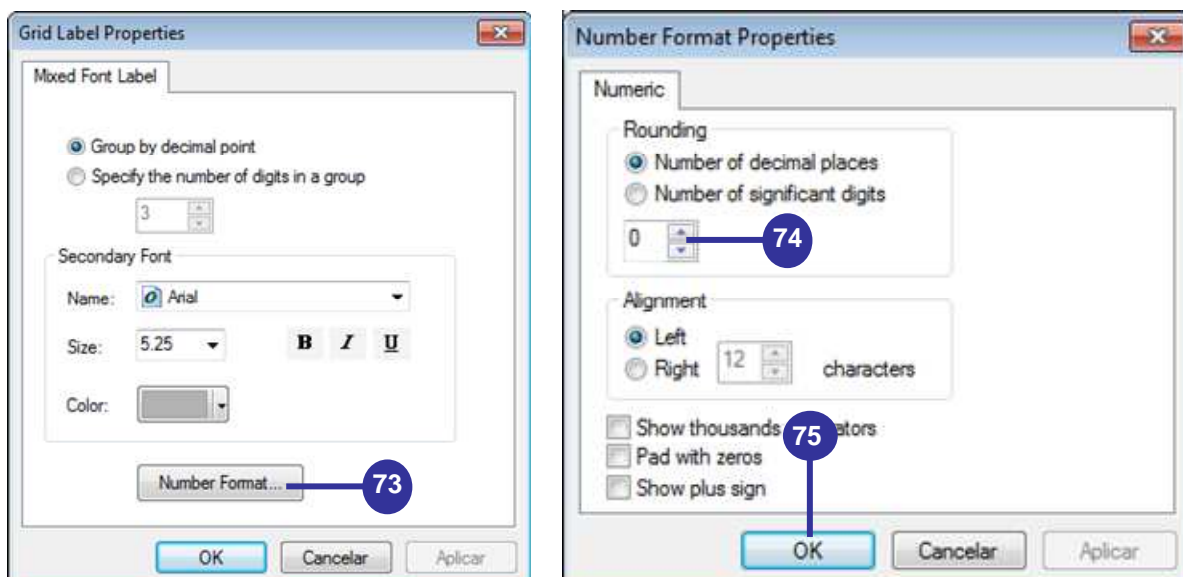 Grid Label Properties
Mixed Font Label
Group by decimal point
Specify the number of digits in a group
3
Secondary Font
Name: Arial
Size: 5.25 B I U
Color:
Number Format...
73
OK Cancelar Aplicar
Number Format Properties
Numeric
Rounding
Number of decimal places
Number of significant digits
0
74
Alignment
Left
Right 12 characters
Show thousands ators
75
Pad with zeros
Show plus sign
OK Cancelar Aplicar